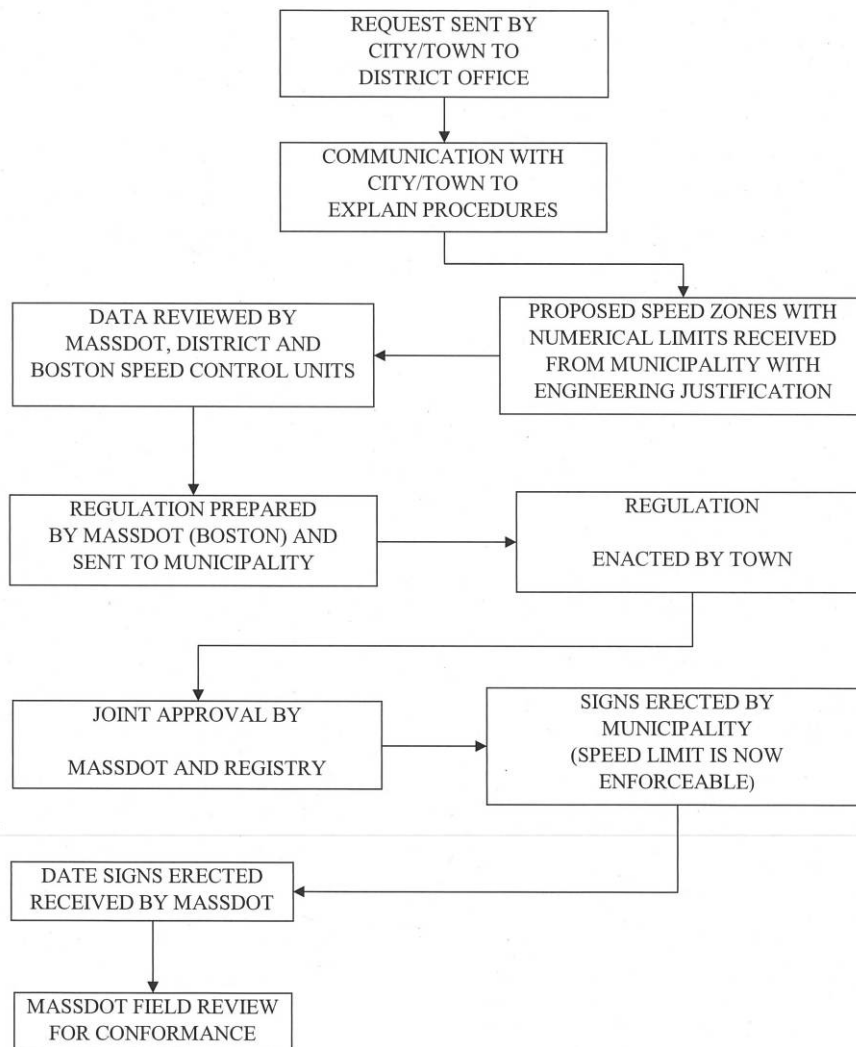 REQUEST SENT BY
CITY/TOWN TO
DISTRICT OFFICE
COMMUNICATION WITH
CITY/TOWN TO
EXPLAIN PROCEDURES
PROPOSED SPEED ZONES WITH
NUMERICAL LIMITS RECEIVED
FROM MUNICIPALITY WITH
ENGINEERING JUSTIFICATION
DATA REVIEWED BY
MASSDOT, DISTRICT AND
BOSTON SPEED CONTROL UNITS
REGULATION PREPARED
BY MASSDOT (BOSTON) AND
SENT TO MUNICIPALITY
REGULATION
ENACTED BY TOWN
JOINT APPROVAL BY
MASSDOT AND REGISTRY
SIGNS ERECTED BY
MUNICIPALITY
(SPEED LIMIT IS NOW
ENFORCEABLE)
DATE SIGNS ERECTED
RECEIVED BY MASSDOT
MASSDOT FIELD REVIEW
FOR CONFORMANCE